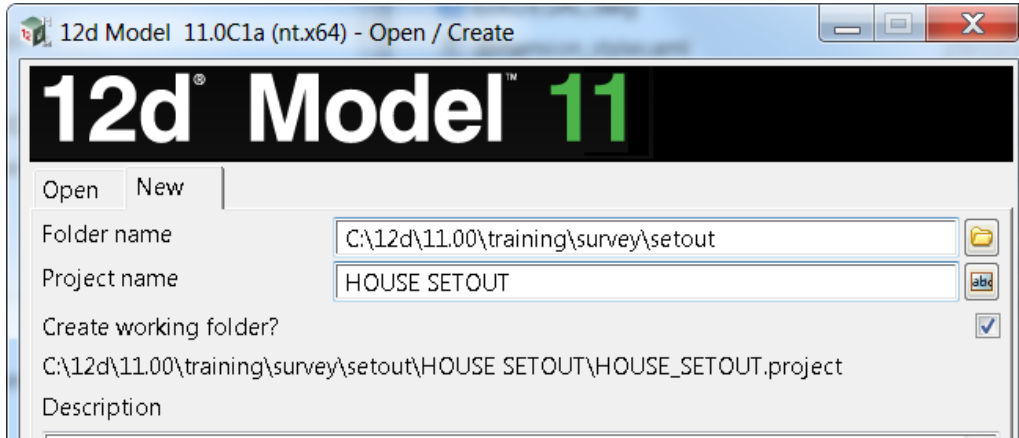 12d Model 11.0C1a (nt.x64) - Open / Create
12d® Model™ 11
Open New
Folder name C:\12d\11.00\training\survey\setout
Project name HOUSE SETOUT abc
Create working folder?
C:\12d\11.00\training\survey\setout\HOUSE SETOUT\HOUSE_SETOUT.project
Description